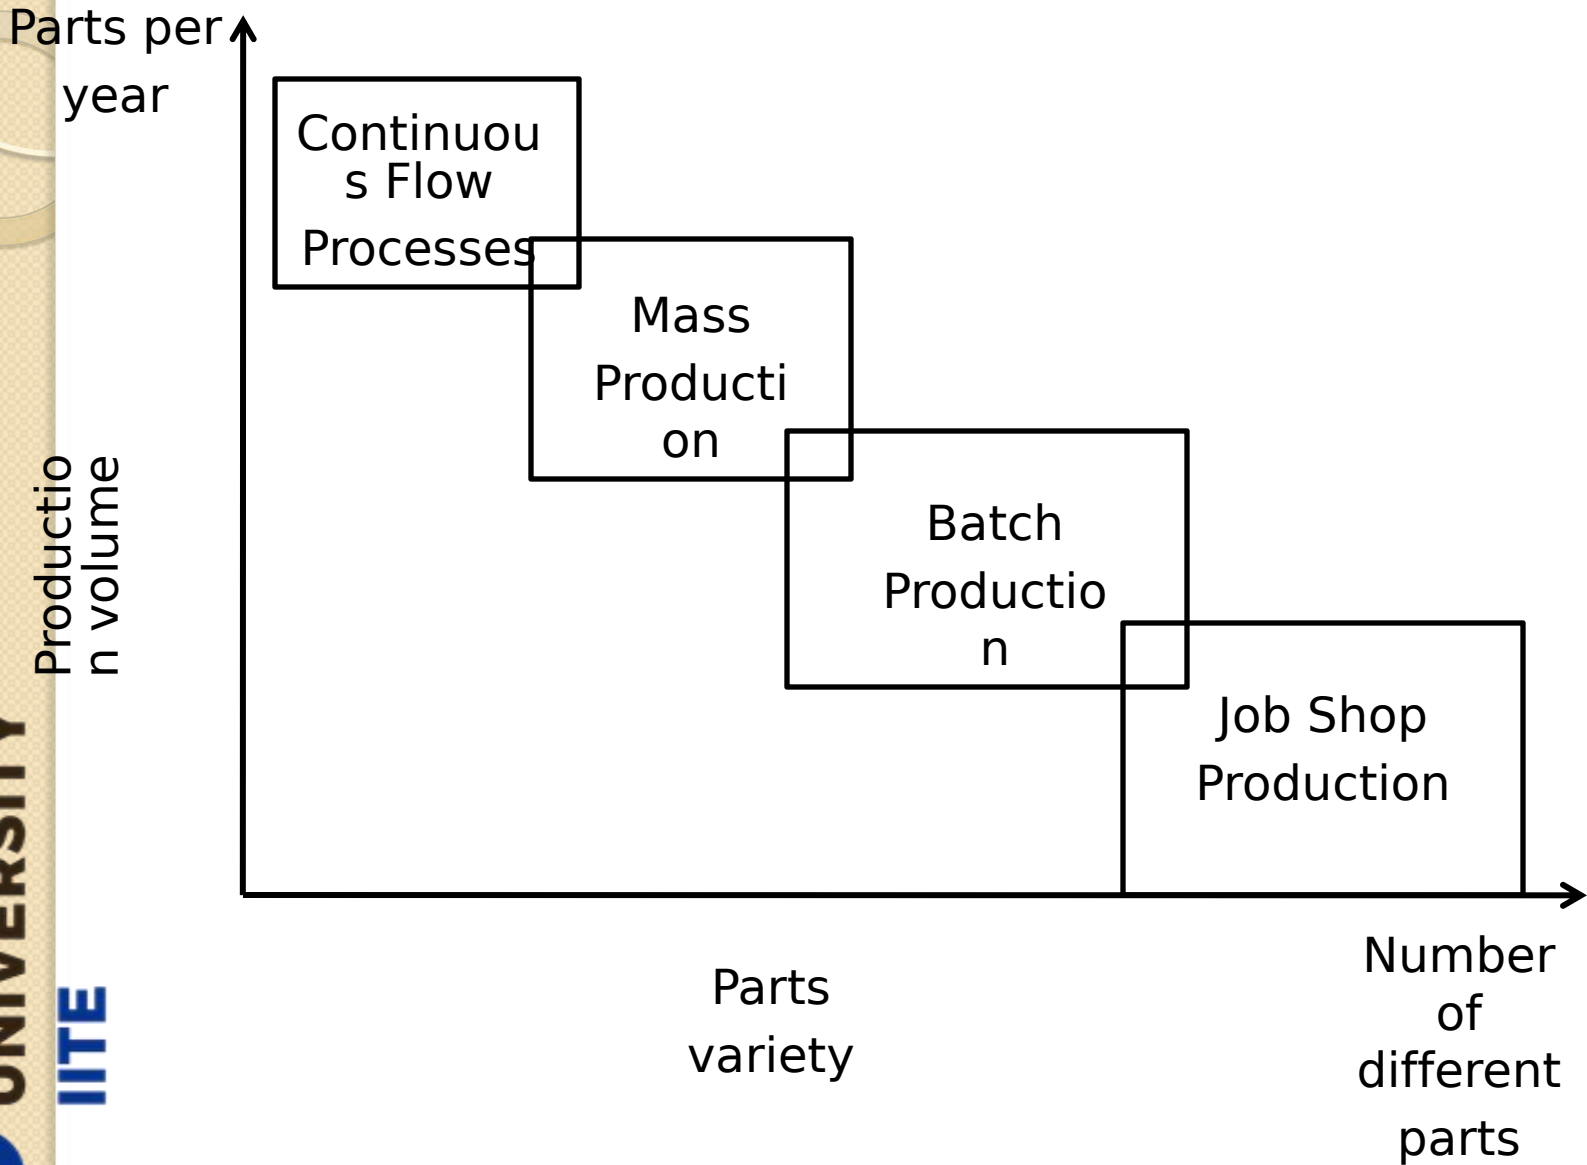 Parts per
year
Continuou
s Flow
Processes
Mass
Producti
on
Batch
Productio
n
Job Shop
Production
Productio
n volume
Parts
variety
Number
of
different
parts
UNIVERSITY
IITE